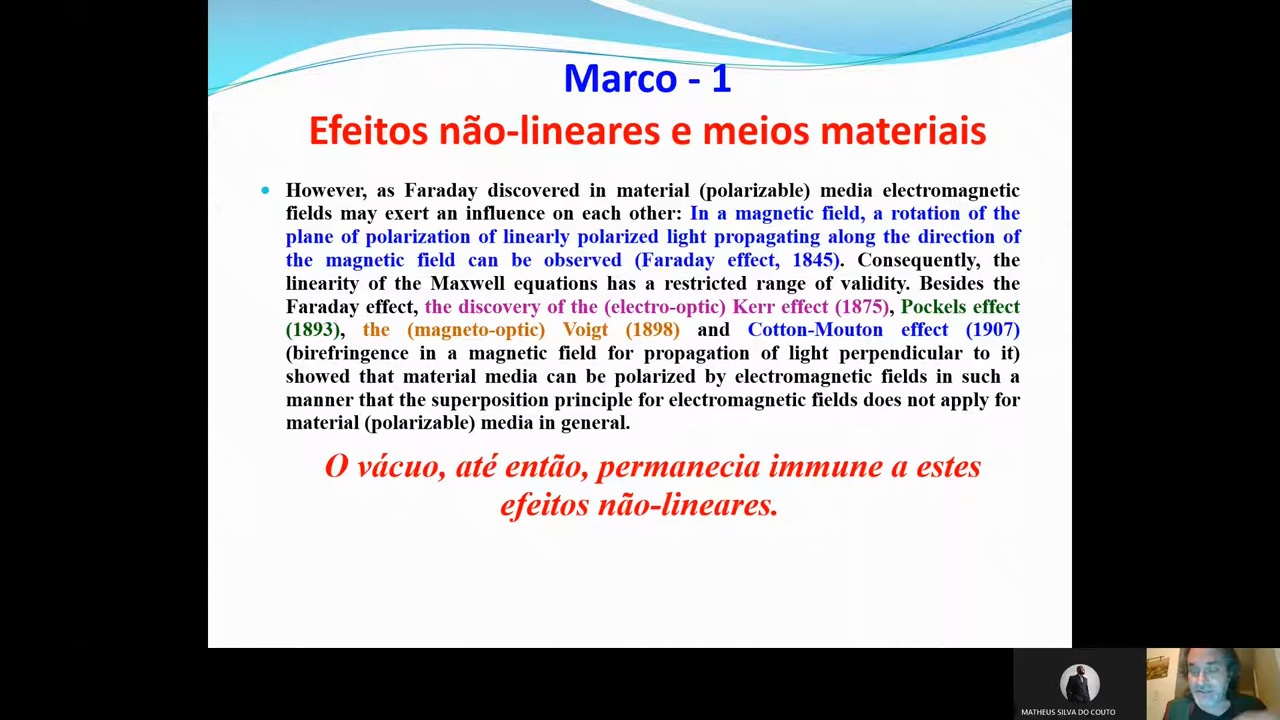 Marco - 1
Efeitos não-lineares e meios materiais
• However, as Faraday discovered in material (polarizable) media electromagnetic
fields may exert an influence on each other: In a magnetic field, a rotation of the
plane of polarization of linearly polarized light propagating along the direction of
the magnetic field can be observed (Faraday effect, 1845). Consequently, the
linearity of the Maxwell equations has a restricted range of validity. Besides the
Faraday effect, the discovery of the (electro-optic) Kerr effect (1875), Pockels effect
(1893), the (magneto-optic) Voigt (1898) and Cotton-Mouton effect (1907)
(birefringence in a magnetic field for propagation of light perpendicular to it)
showed that material media can be polarized by electromagnetic fields in such a
manner that the superposition principle for electromagnetic fields does not apply for
material (polarizable) media in general.
O vácuo, até então, permanecia immune a estes
efeitos não-lineares.
MATHEUS SILVA DO COUTO